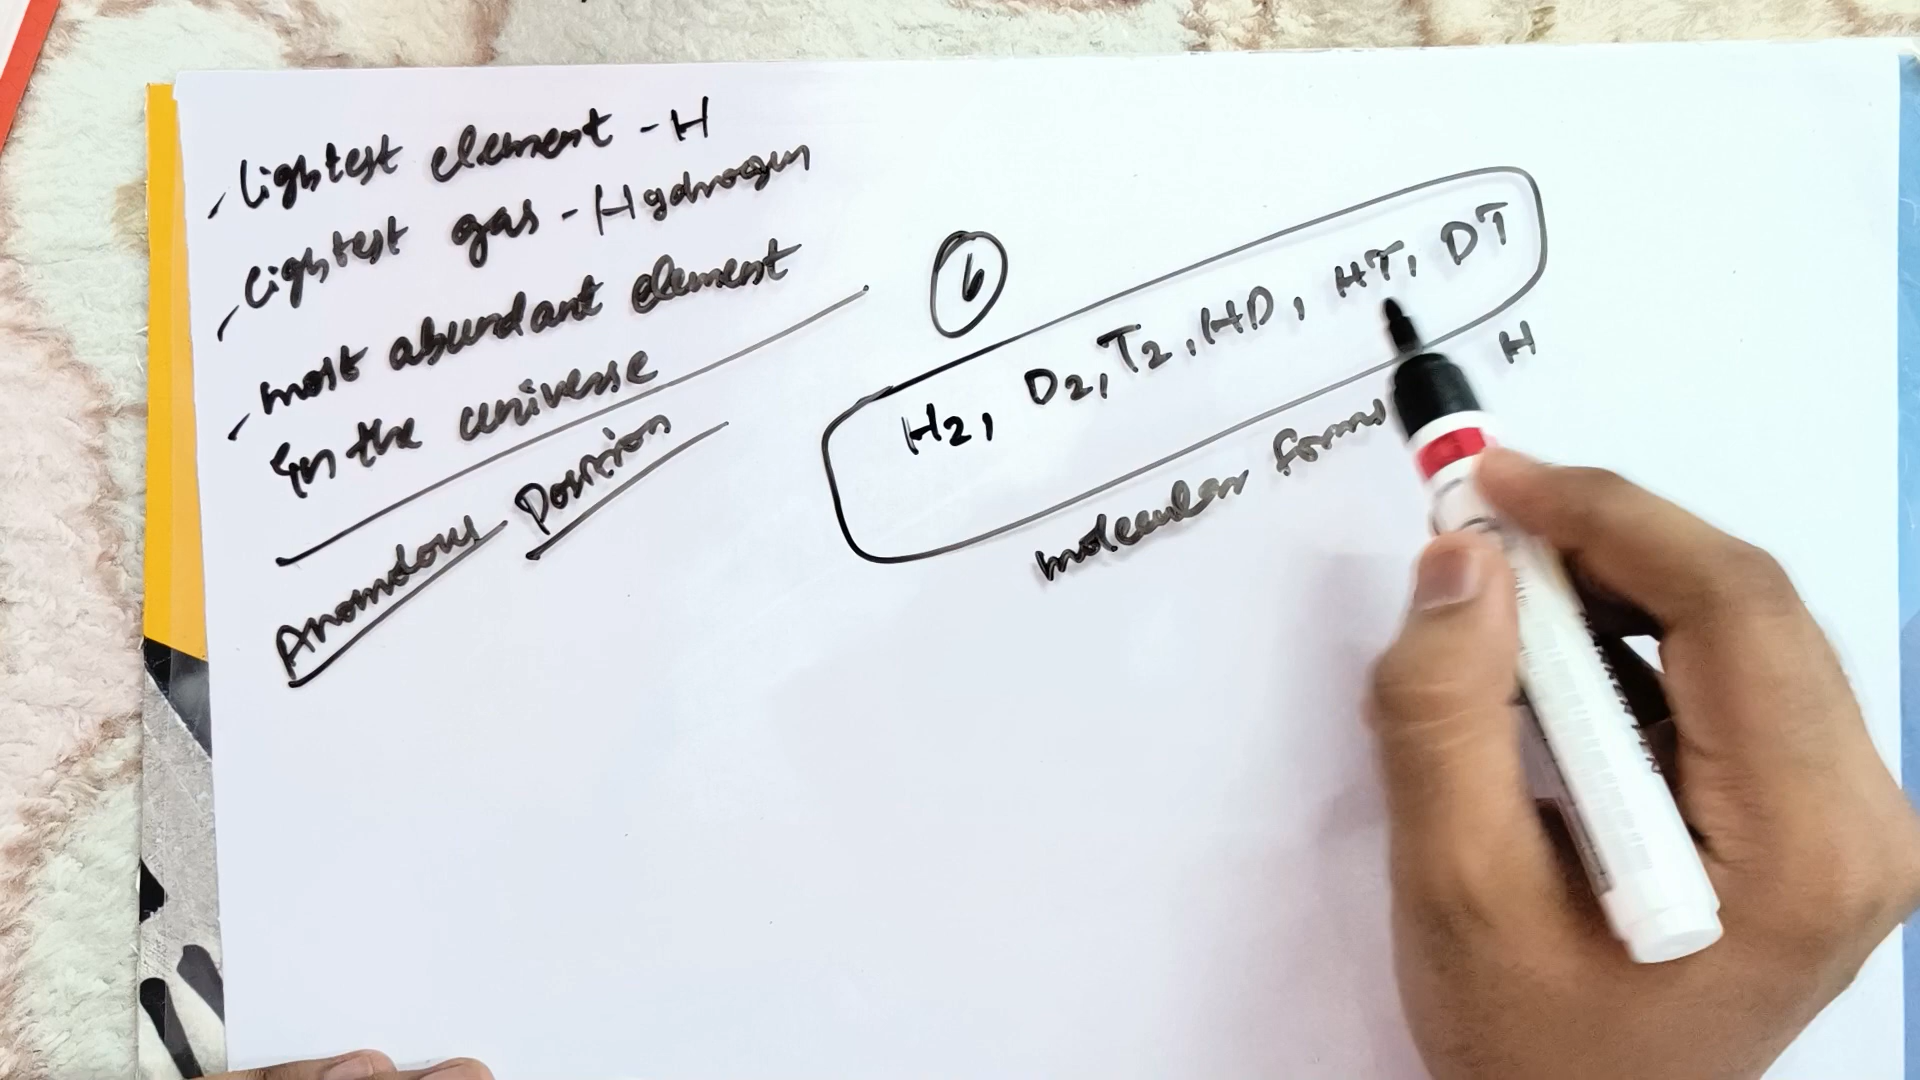 lightest element - H
lightest gas - Hydrogen
most abundant element
in the universe
Anomalous Position
6
H2, D2, T2, HD, HT, DT
molecular forms
H